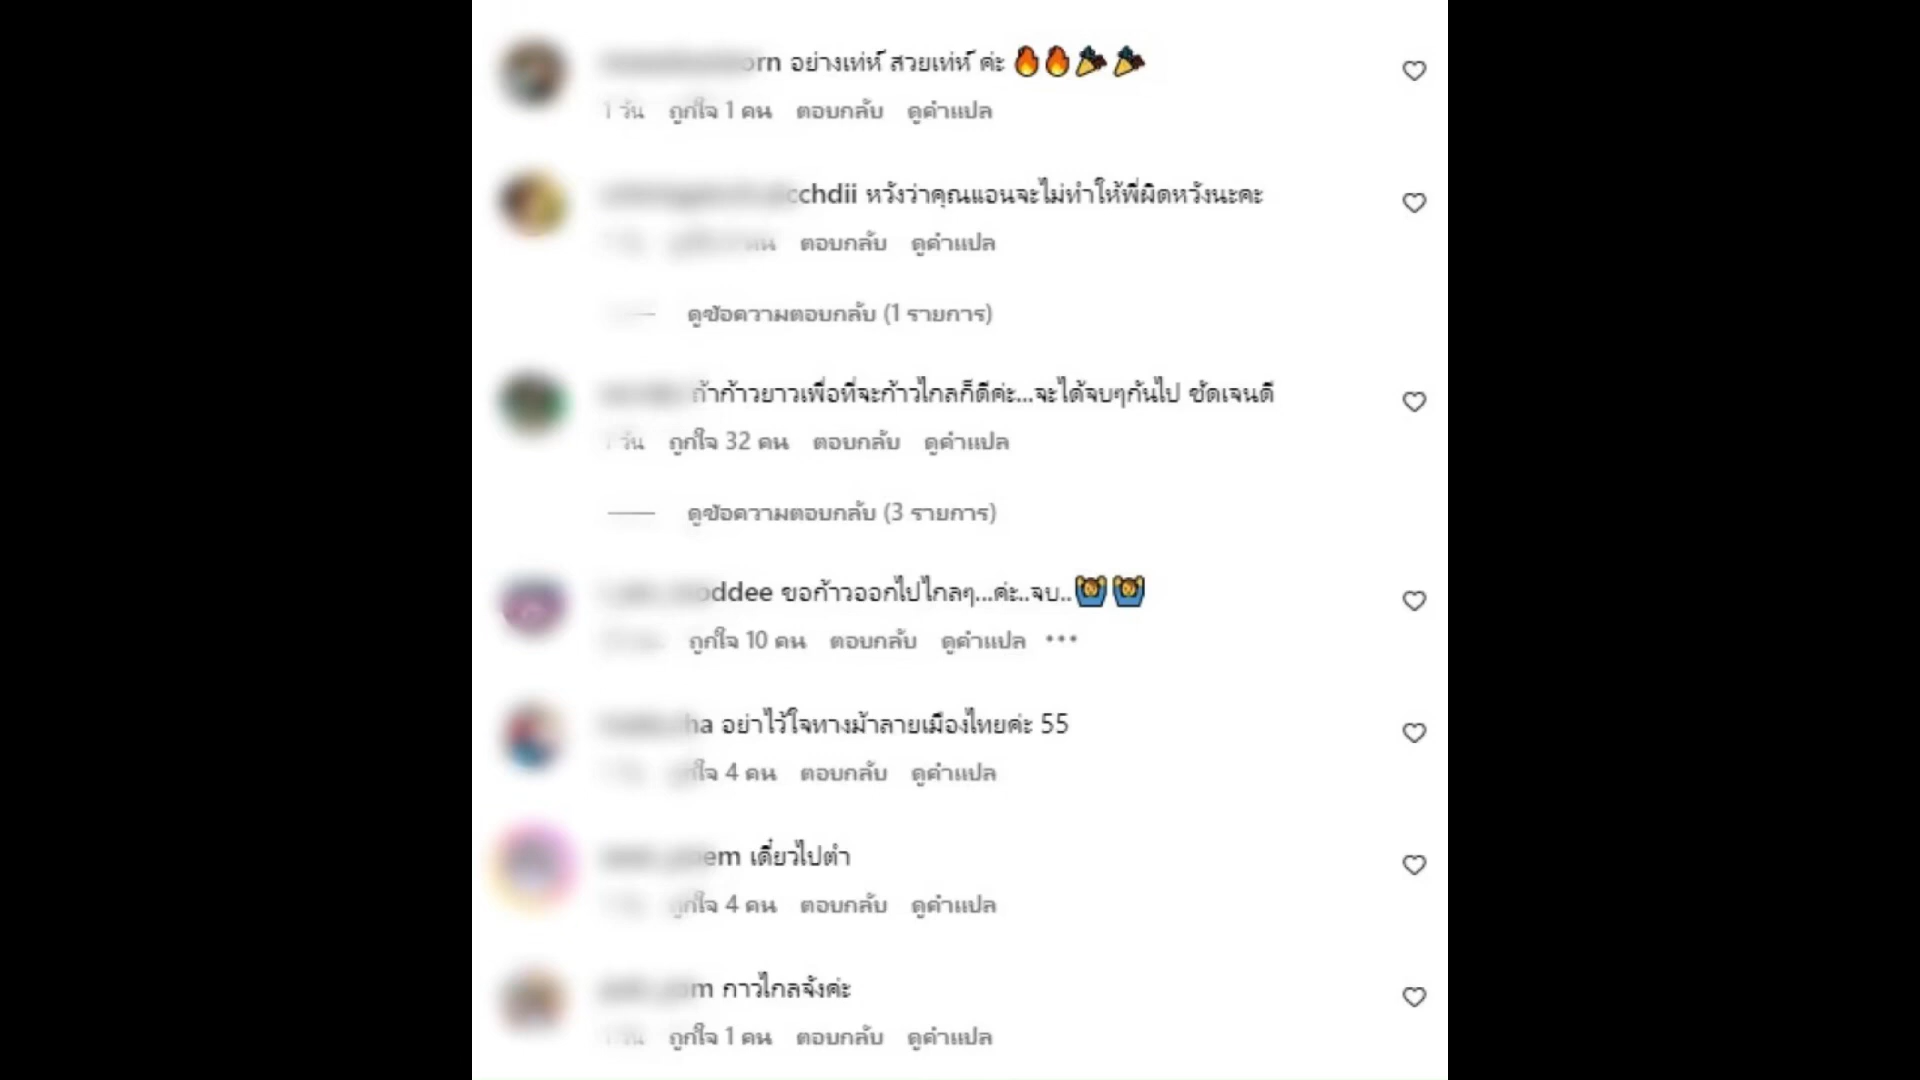 orn อย่างเท่ห์ สวยเท่ห์ ค่ะ 🔥🔥🎉🎉
1 วัน ถูกใจ 1 คน ตอบกลับ ดูคำแปล
cchdii หวังว่าคุณแอนจะไม่ทำให้พี่ผิดหวังนะคะ
คน ตอบกลับ ดูคำแปล
ดูข้อความตอบกลับ (1 รายการ)
ถ้าก้าวยาวเพื่อที่จะก้าวไกลก็ดีค่ะ...จะได้จบๆกันไป ชัดเจนดี
1 วัน ถูกใจ 32 คน ตอบกลับ ดูคำแปล
ดูข้อความตอบกลับ (3 รายการ)
oddee ขอก้าวออกไปไกลๆ...ค่ะ..จบ..🙆🙆
ถูกใจ 10 คน ตอบกลับ ดูคำแปล •••
ha อย่าไว้ใจทางม้าลายเมืองไทยค่ะ 55
ถูกใจ 4 คน ตอบกลับ ดูคำแปล
em เดี๋ยวไปตำ
ถูกใจ 4 คน ตอบกลับ ดูคำแปล
m กาวไกลจังค่ะ
1 วัน ถูกใจ 1 คน ตอบกลับ ดูคำแปล